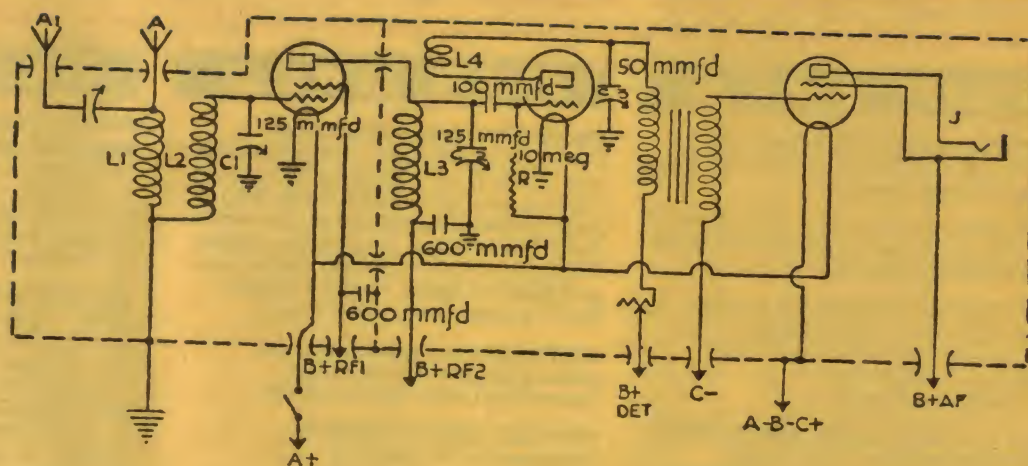 A1
A
L4
50 mmfd
100 mmfd
125 mmfd
125 mmfd
10 meg
J
L1
L2
C1
L3
R
600 mmfd
600 mmfd
B+RF1
B+RF2
B+
DET
C-
A-B-C+
B+AF
A+